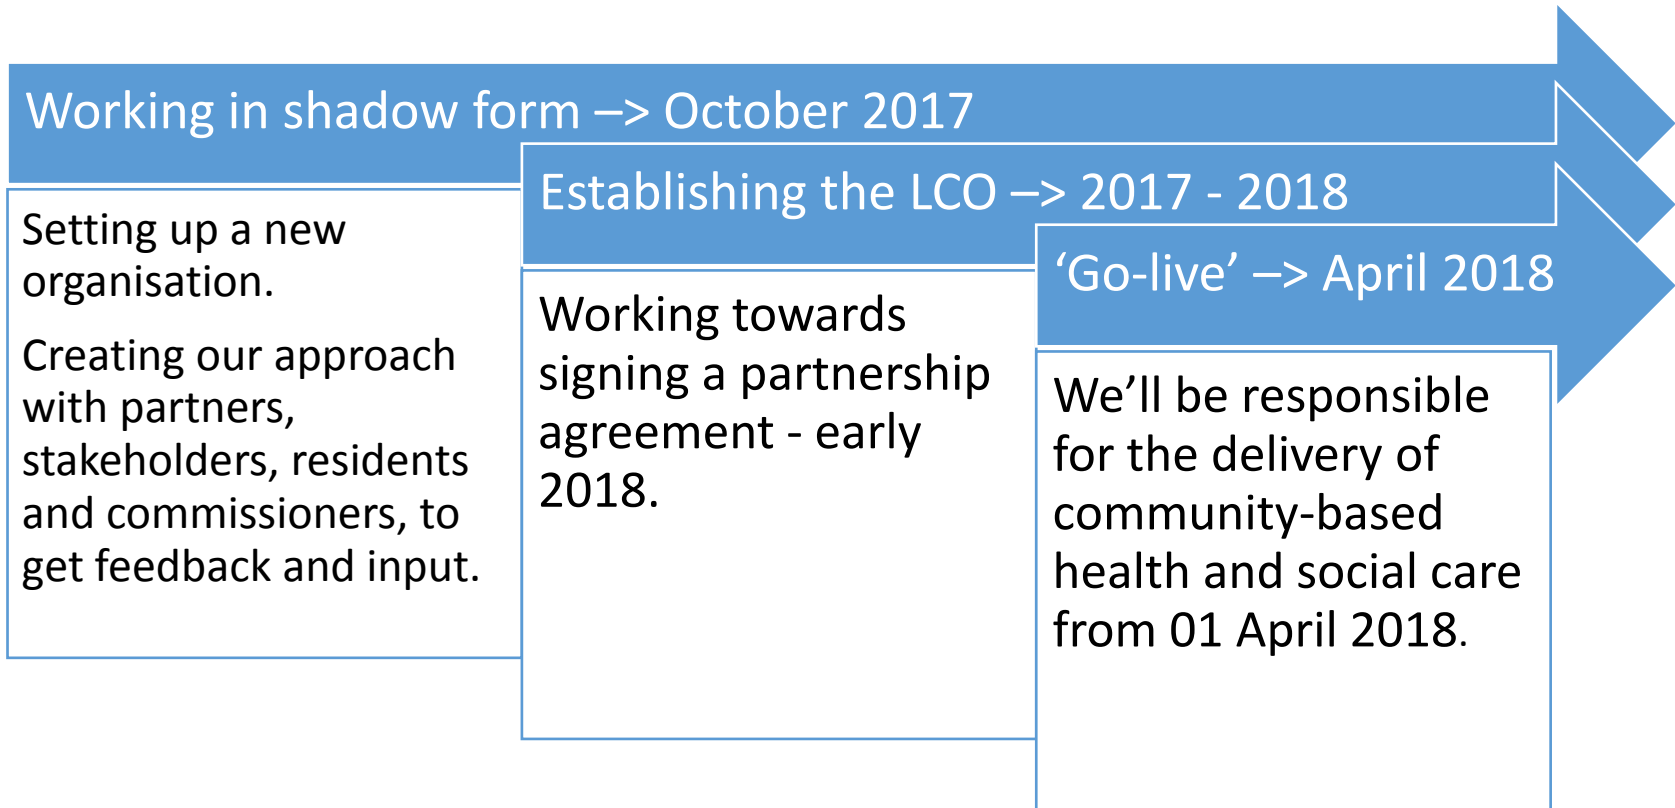 Working in shadow form –> October 2017
Setting up a new
organisation.
Creating our approach
with partners,
stakeholders, residents
and commissioners, to
get feedback and input.
Establishing the LCO –> 2017 - 2018
Working towards
signing a partnership
agreement - early
2018.
‘Go-live’ –> April 2018
We’ll be responsible
for the delivery of
community-based
health and social care
from 01 April 2018.